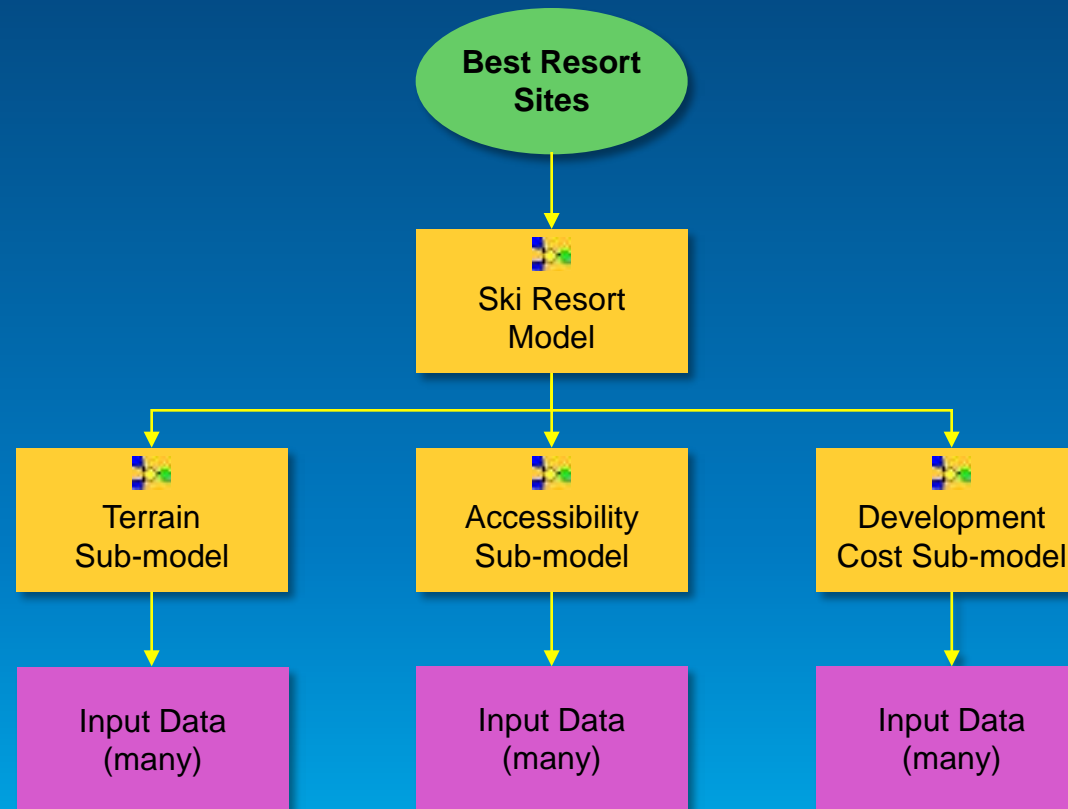 Best Resort
Sites
Ski Resort
Model
Terrain
Sub-model
Accessibility
Sub-model
Development
Cost Sub-model
Input Data
(many)
Input Data
(many)
Input Data
(many)